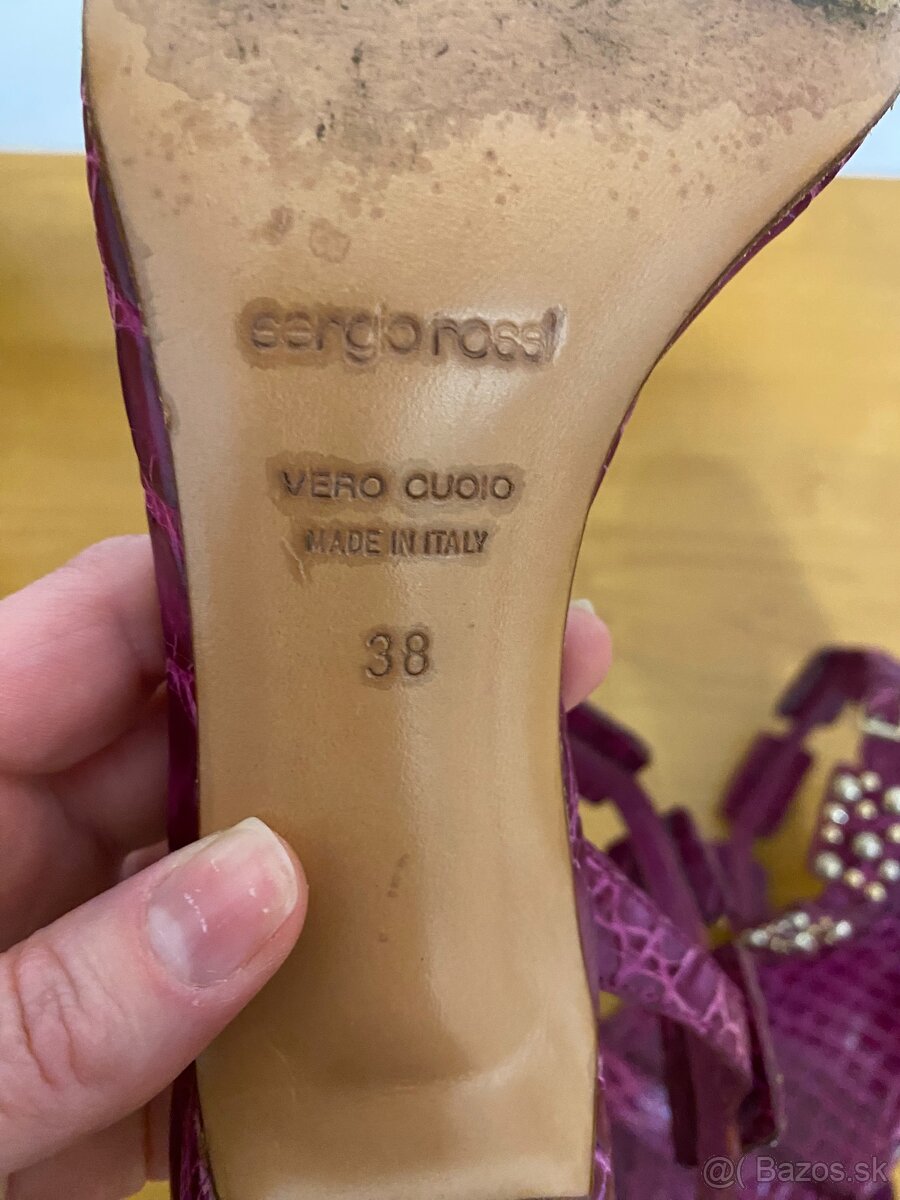 sergio rossi
VERO CUOIO
MADE IN ITALY
38
@( Bazos.sk